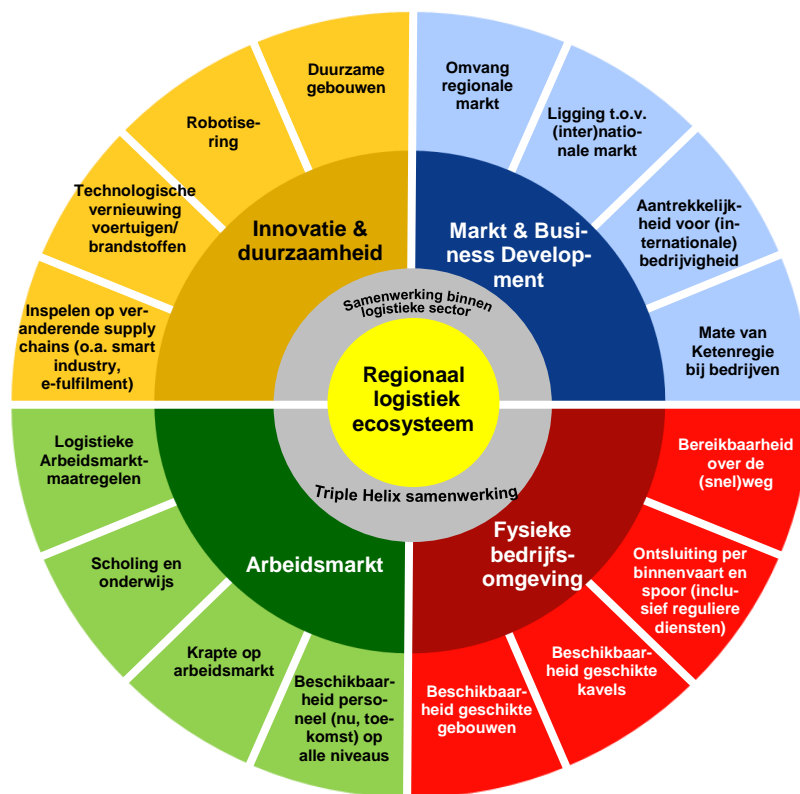 Duurzame
gebouwen
Omvang
regionale
markt
Robotise-
ring
Ligging t.o.v.
(inter)natio-
nale markt
Technologische
vernieuwing
voertuigen/
brandstoffen
Innovatie &
duurzaamheid
Markt & Busi-
ness Develop-
ment
Aantrekkelijk-
heid voor (in-
ternationale)
bedrijvigheid
Inspelen op ver-
anderende supply
chains (o.a. smart
industry,
e-fulfilment)
Samenwerking binnen
logistieke sector
Mate van
Ketenregie
bij bedrijven
Regionaal
logistiek
ecosysteem
Logistieke
Arbeidsmarkt-
maatregelen
Triple Helix samenwerking
Bereikbaarheid
over de
(snel)weg
Scholing en
onderwijs
Arbeidsmarkt
Fysieke
bedrijfs-
omgeving
Ontsluiting per
binnenvaart en
spoor (inclu-
sief reguliere
diensten)
Krapte op
arbeidsmarkt
Beschikbaar-
heid geschikte
kavels
Beschikbaar-
heid perso-
neel (nu, toe-
komst) op
alle niveaus
Beschikbaar-
heid geschikte
gebouwen